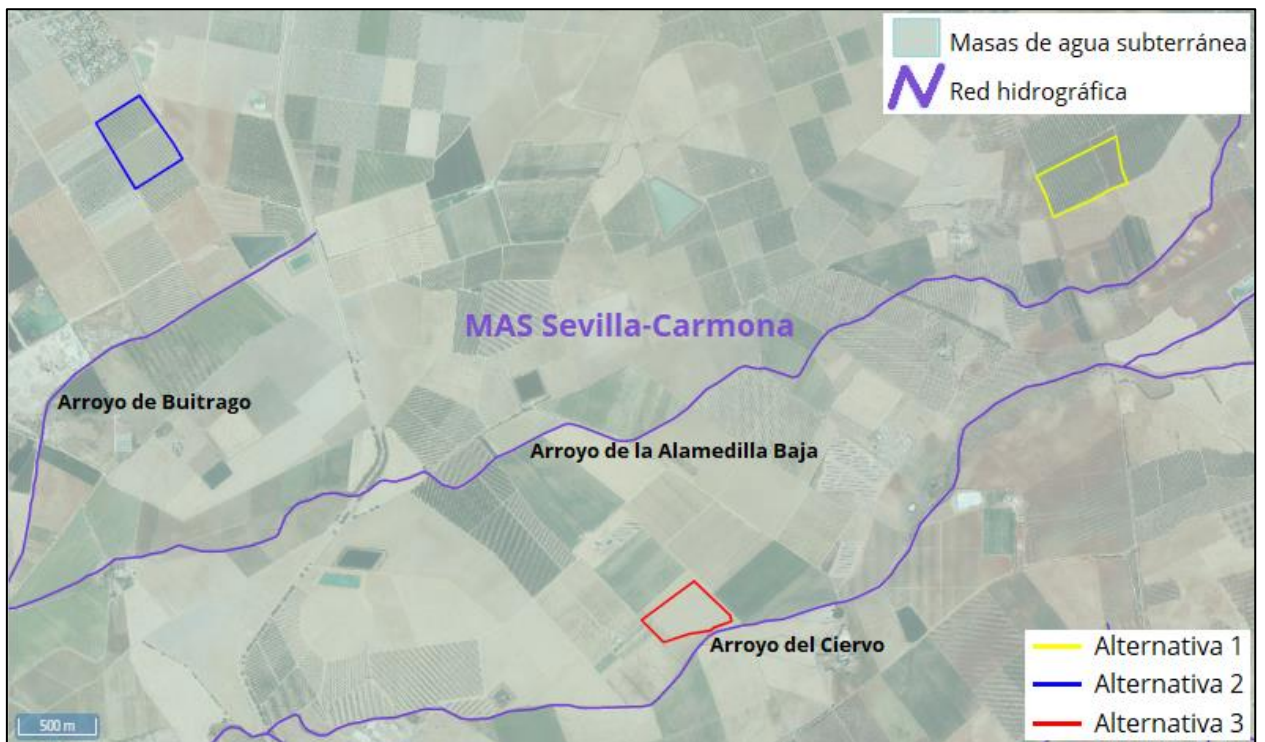 Masas de agua subterránea
Red hidrográfica
MAS Sevilla-Carmona
Arroyo de Buitrago
Arroyo de la Alamedilla Baja
Arroyo del Ciervo
Alternativa 1
Alternativa 2
Alternativa 3
500 m